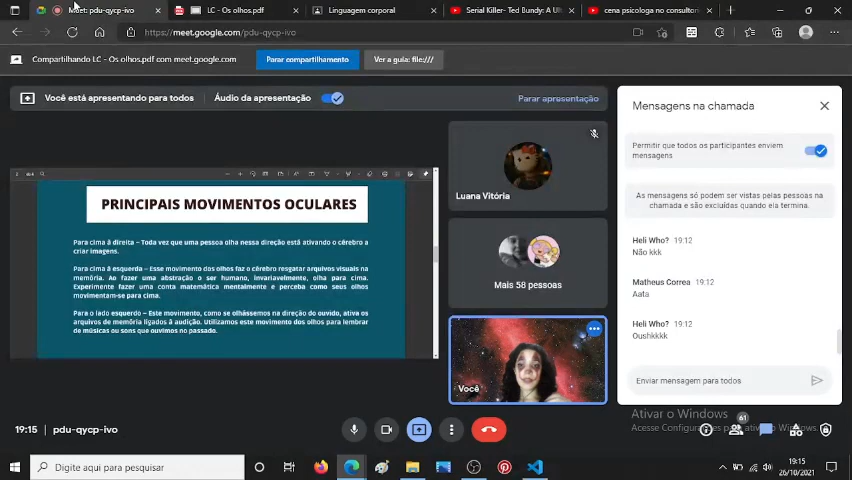 Meet: pdu-qycp-ivo
LC - Os olhos.pdf
Linguagem corporal
Serial Killer- Ted Bundy: A Ul
cena psicologa no consultori
https://meet.google.com/pdu-qycp-ivo
Compartilhando LC - Os olhos.pdf com meet.google.com
Parar compartilhamento
Ver a guia: file:///
Você está apresentando para todos
Áudio da apresentação
Parar apresentação
PRINCIPAIS MOVIMENTOS OCULARES
Para cima à direita – Toda vez que uma pessoa olha nessa direção está ativando o cérebro a
criar imagens.
Para cima à esquerda – Esse movimento dos olhos faz o cérebro resgatar arquivos visuais na
memória. Ao fazer uma abstração o ser humano, invariavelmente, olha para cima.
Experimente fazer uma conta matemática mentalmente e perceba como seus olhos
movimentam-se para cima.
Para o lado esquerdo – Este movimento, como se olhássemos na direção do ouvido, ativa os
arquivos de memória ligados à audição. Utilizamos este movimento dos olhos para lembrar
de músicas ou sons que ouvimos no passado.
Luana Vitória
Mais 58 pessoas
Você
Mensagens na chamada
Permitir que todos os participantes enviem
mensagens
As mensagens só podem ser vistas pelas pessoas na
chamada e são excluídas quando ela termina.
Heli Who? 19:12
Não kkk
Matheus Correa 19:12
Aata
Heli Who? 19:12
Oushkkkk
Enviar mensagem para todos
Ativar o Windows
19:15
pdu-qycp-ivo
61
Digite aqui para pesquisar
19:15
26/10/2021